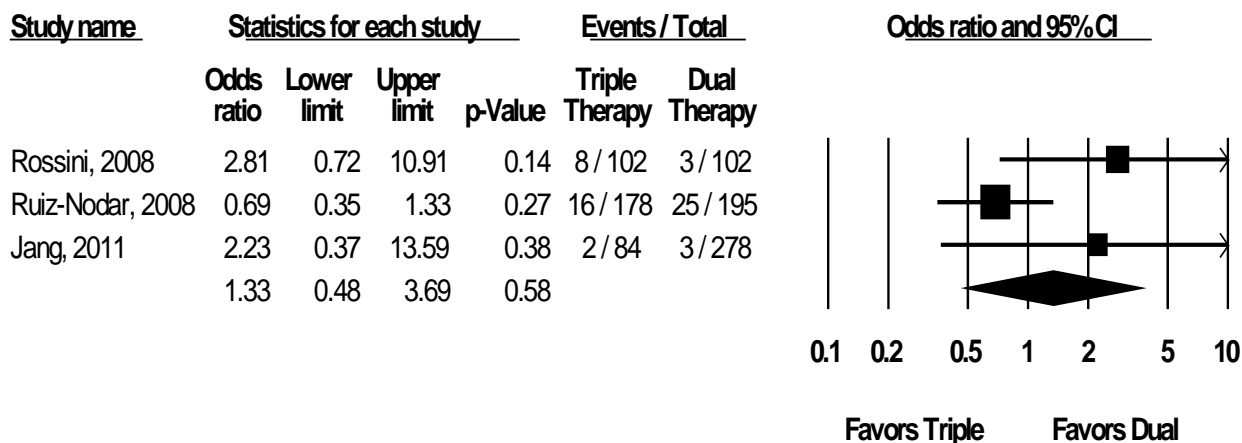 Study name Statistics for each study Events / Total Odds ratio and 95% CI
Odds ratio Lower limit Upper limit p-Value Triple Therapy Dual Therapy
Rossini, 2008 2.81 0.72 10.91 0.14 8 / 102 3 / 102
Ruiz-Nodar, 2008 0.69 0.35 1.33 0.27 16 / 178 25 / 195
Jang, 2011 2.23 0.37 13.59 0.38 2 / 84 3 / 278
1.33 0.48 3.69 0.58
0.1 0.2 0.5 1 2 5 10
Favors Triple Favors Dual